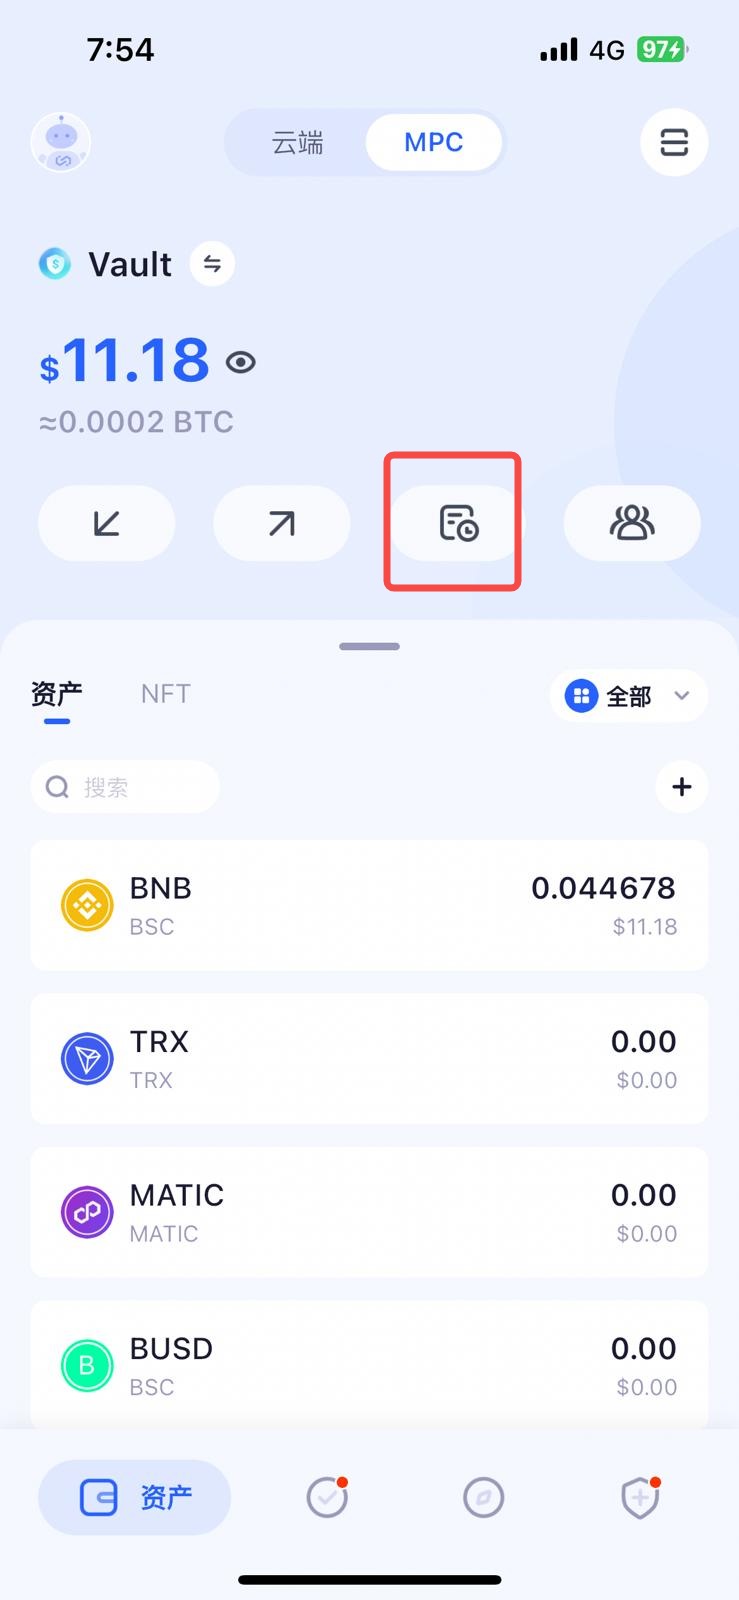 7:54
4G 97
云端 MPC
Vault
$11.18
≈0.0002 BTC
资产 NFT 全部
搜索
BNB 0.044678
BSC $11.18
TRX 0.00
TRX $0.00
MATIC 0.00
MATIC $0.00
B BUSD 0.00
BSC $0.00
资产